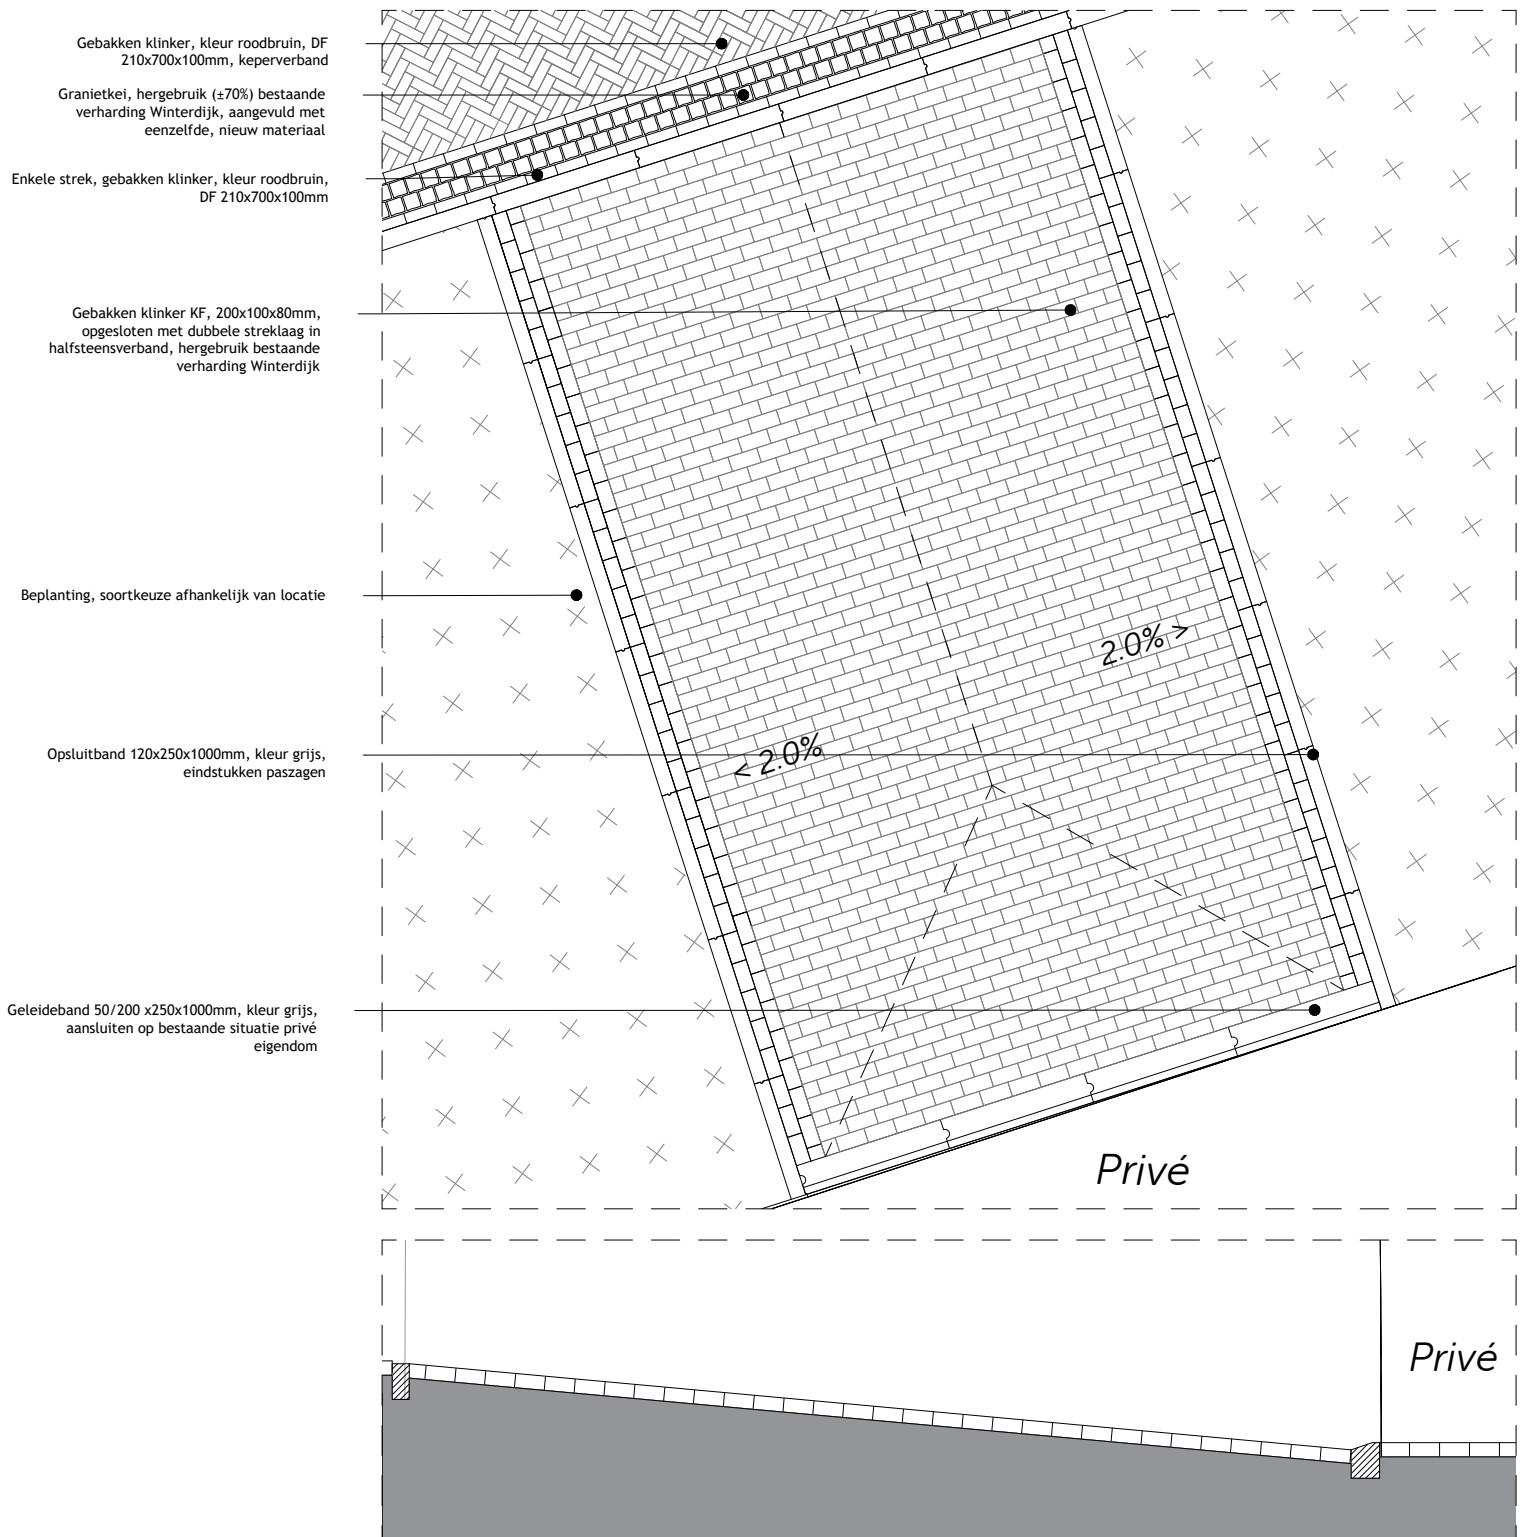 Gebakken klinker, kleur roodbruin, DF
210x700x100mm, keperverband
Granietkei, hergebruik (±70%) bestaande
verharding Winterdijk, aangevuld met
eenzelfde, nieuw materiaal
Enkele strek, gebakken klinker, kleur roodbruin,
DF 210x700x100mm
Gebakken klinker KF, 200x100x80mm,
opgesloten met dubbele streklaag in
halfsteensverband, hergebruik bestaande
verharding Winterdijk
Beplanting, soortkeuze afhankelijk van locatie
2.0% >
Opsluitband 120x250x1000mm, kleur grijs,
eindstukken paszagen
< 2.0%
Geleideband 50/200 x250x1000mm, kleur grijs,
aansluiten op bestaande situatie privé
eigendom
Privé
Privé